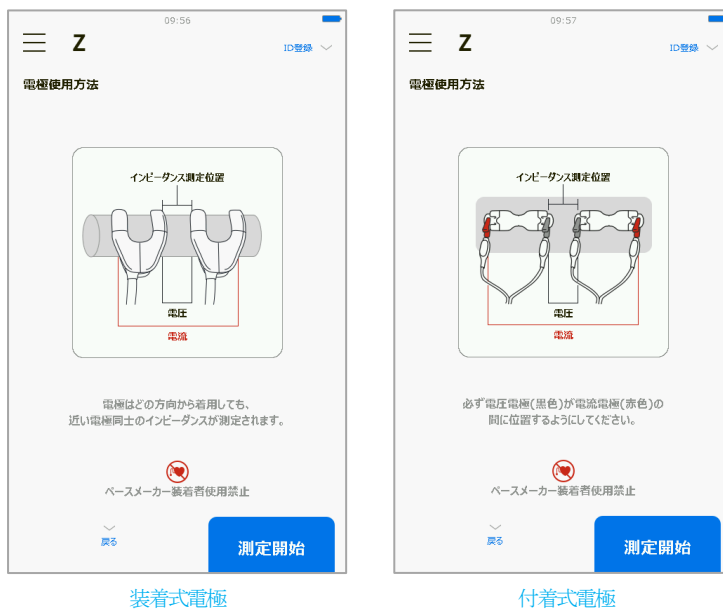 09:56
Z
ID登録
電極使用方法
インピーダンス測定位置
電圧
電流
電極はどの方向から着用しても、
近い電極同士のインピーダンスが測定されます。
ペースメーカー装着者使用禁止
戻る
測定開始
装着式電極
09:57
Z
ID登録
電極使用方法
インピーダンス測定位置
電圧
電流
必ず電圧電極(黒色)が電流電極(赤色)の
間に位置するようにしてください。
ペースメーカー装着者使用禁止
戻る
測定開始
付着式電極